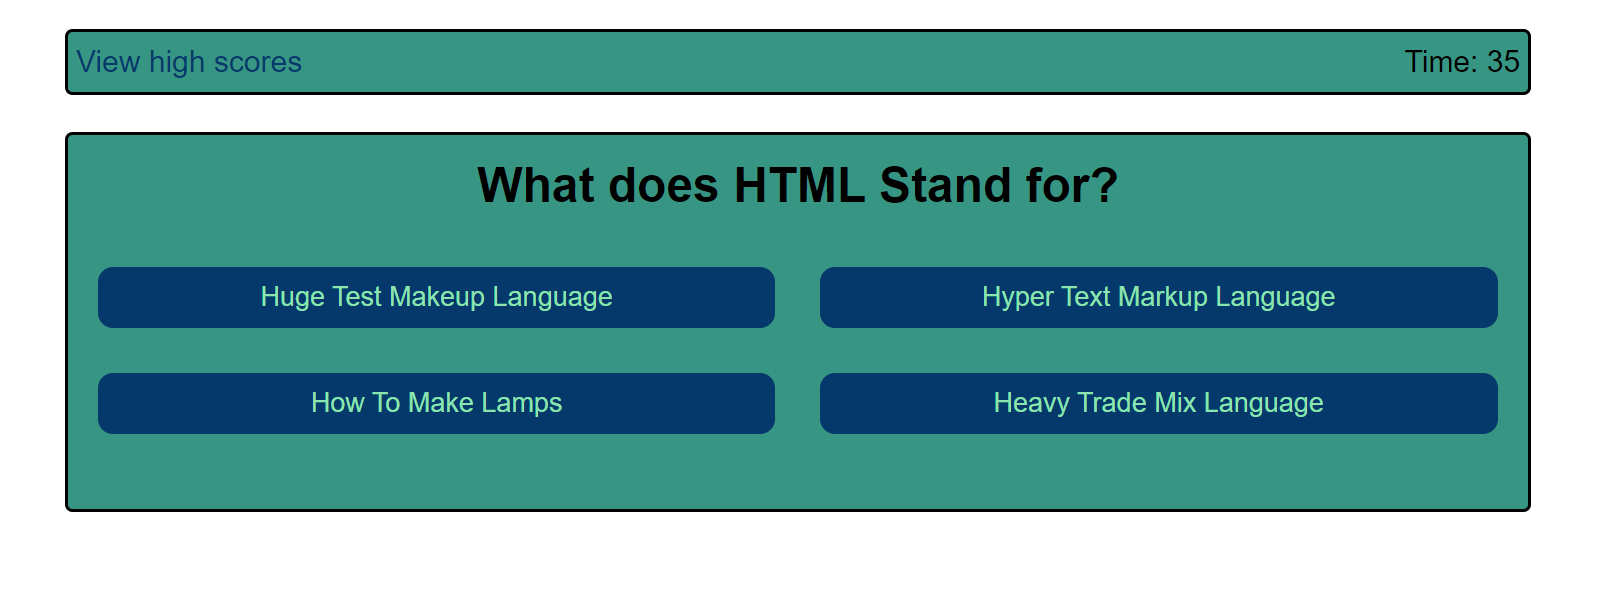 View high scores
Time: 35
What does HTML Stand for?
Huge Test Makeup Language
Hyper Text Markup Language
How To Make Lamps
Heavy Trade Mix Language